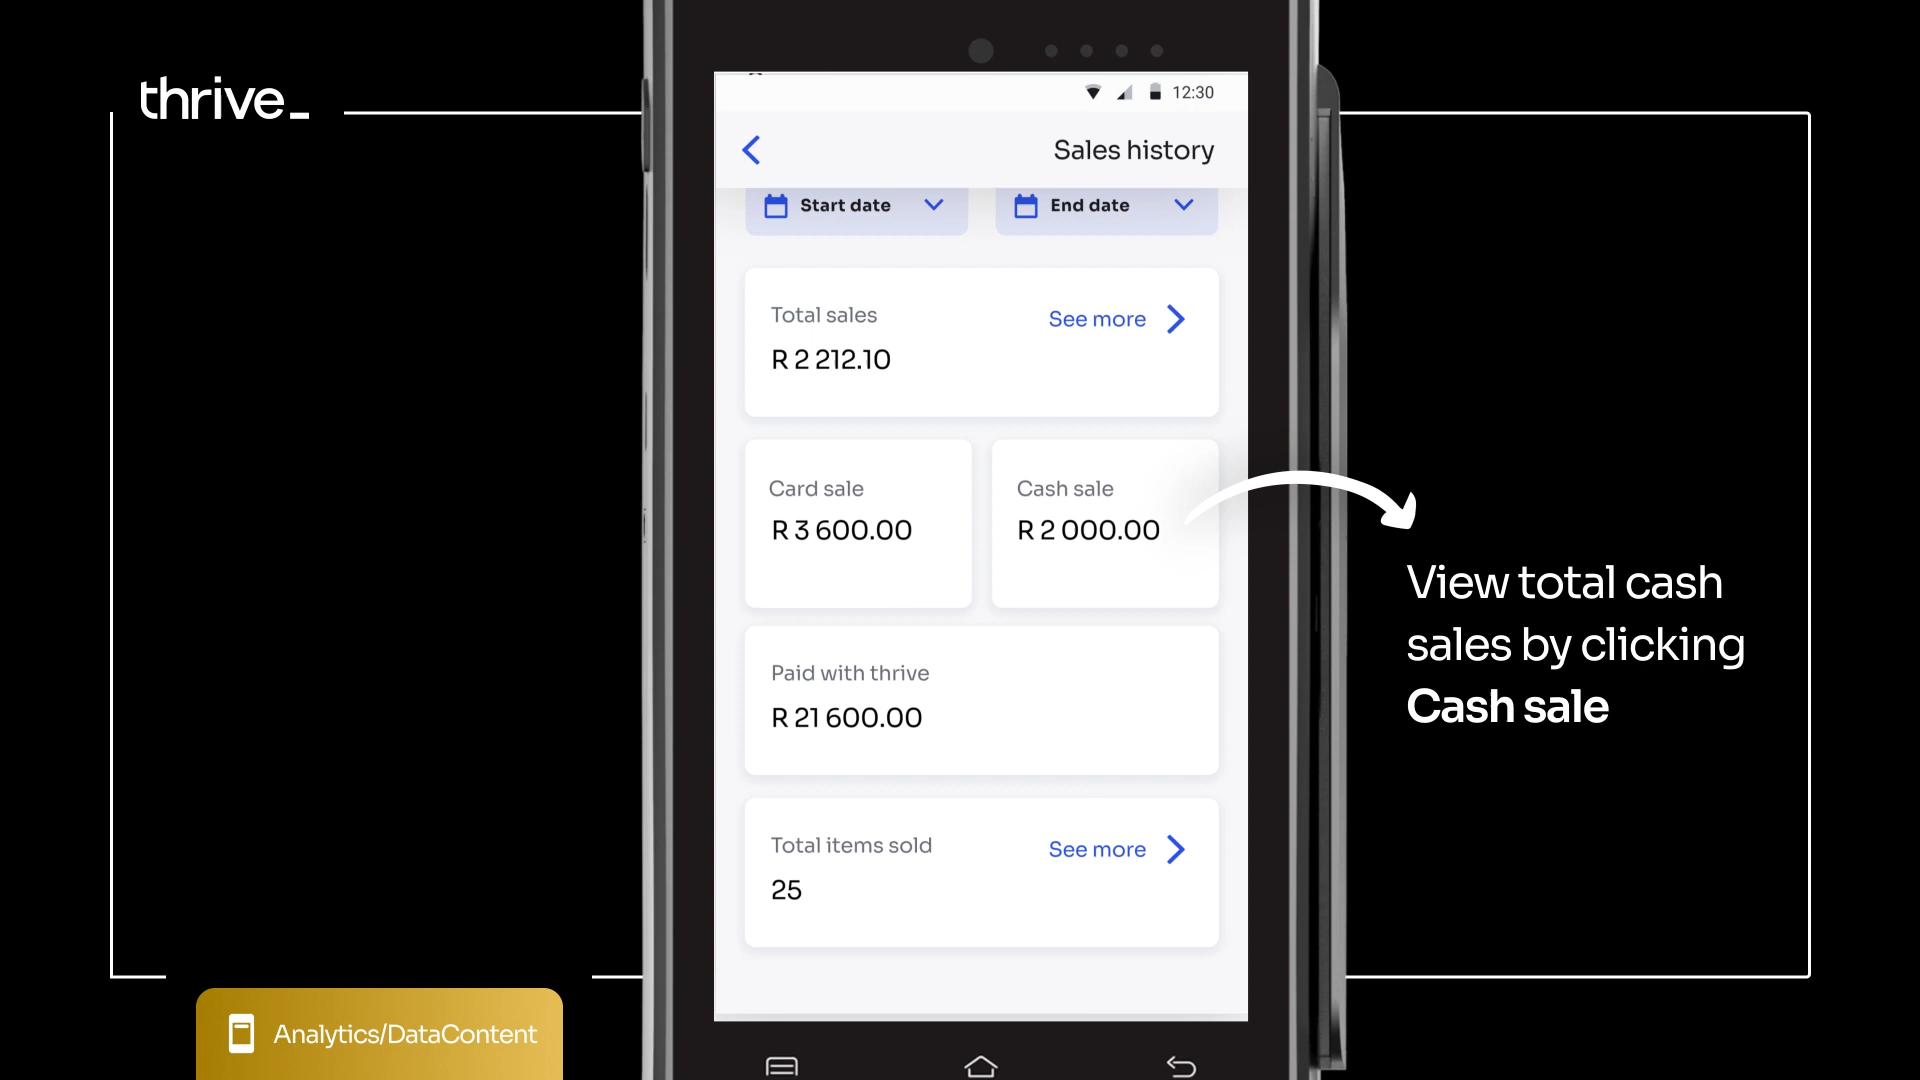 thrive_
12:30
Sales history
Start date
End date
Total sales
See more
R 2 212.10
Card sale
R 3 600.00
Cash sale
R 2 000.00
Paid with thrive
R 21 600.00
Total items sold
See more
25
View total cash
sales by clicking
Cash sale
Analytics/DataContent